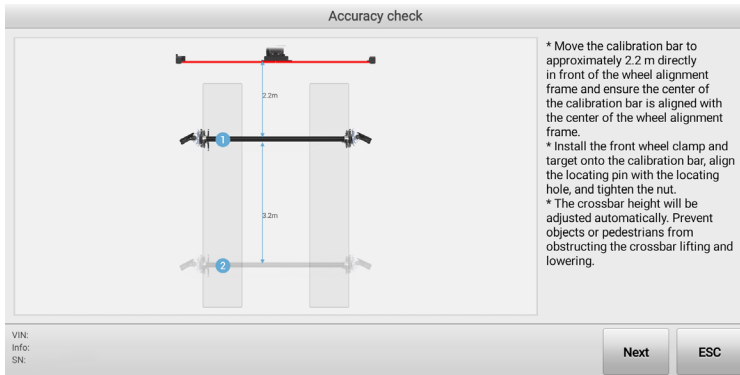 Accuracy check
2.2m
1
3.2m
2
* Move the calibration bar to
approximately 2.2 m directly
in front of the wheel alignment
frame and ensure the center of
the calibration bar is aligned with
the center of the wheel alignment
frame.
* Install the front wheel clamp and
target onto the calibration bar, align
the locating pin with the locating
hole, and tighten the nut.
* The crossbar height will be
adjusted automatically. Prevent
objects or pedestrians from
obstructing the crossbar lifting and
lowering.
VIN:
Info:
SN:
Next
ESC